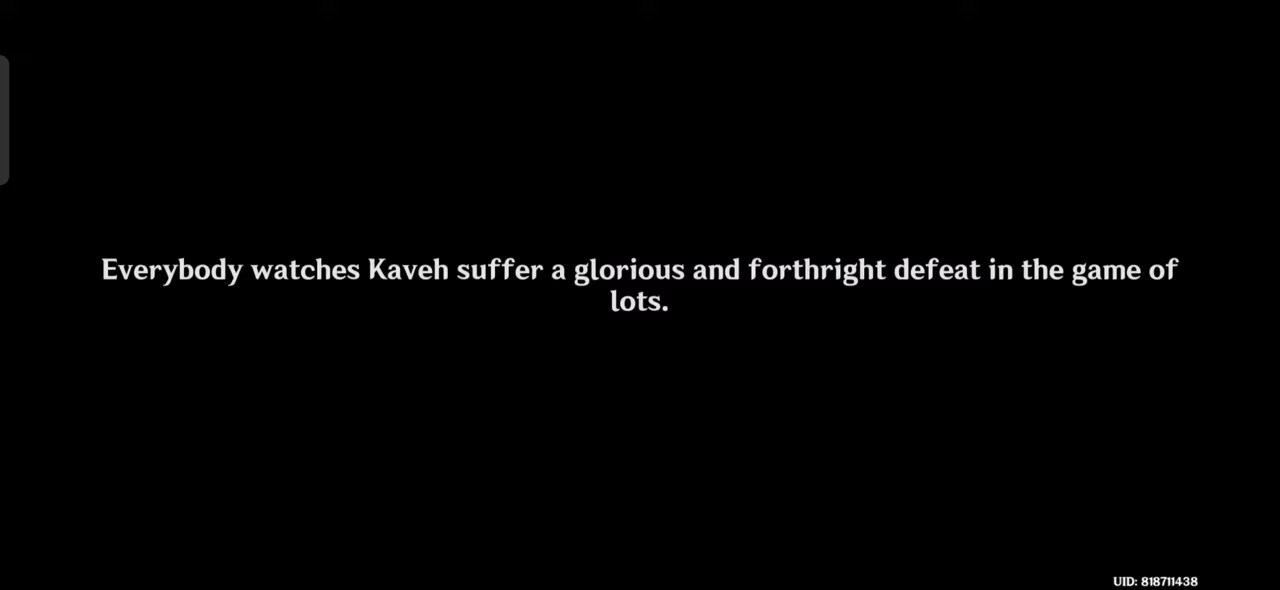 Everybody watches Kaveh suffer a glorious and forthright defeat in the game of
lots.
UID: 818711438